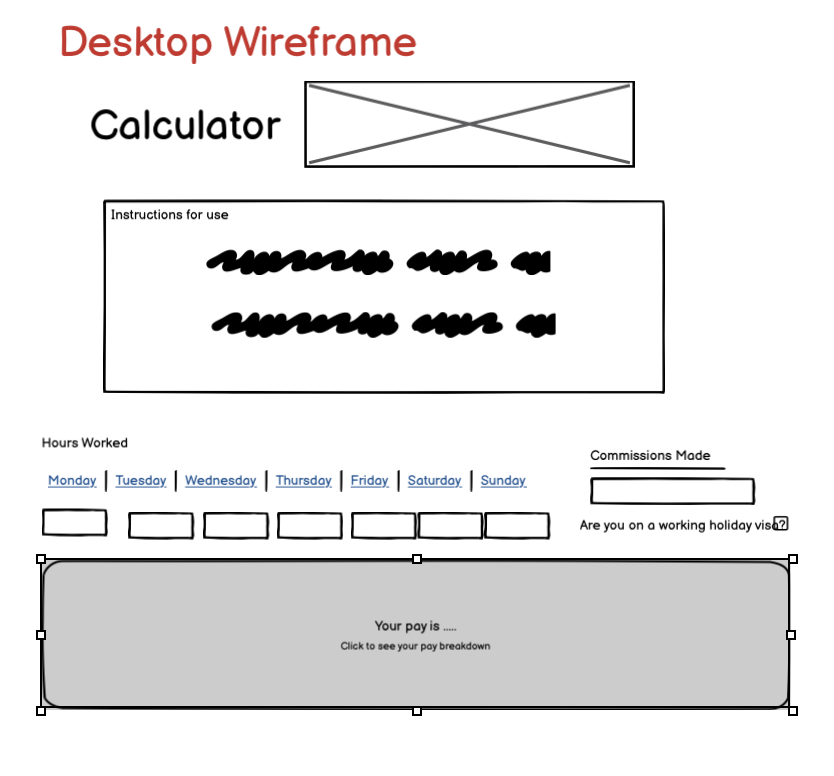 Desktop Wireframe
Calculator
Instructions for use
Hours Worked
Commissions Made
Monday Tuesday Wednesday Thursday Friday Saturday Sunday
Are you on a working holiday visa?
Your pay is .....
Click to see your pay breakdown